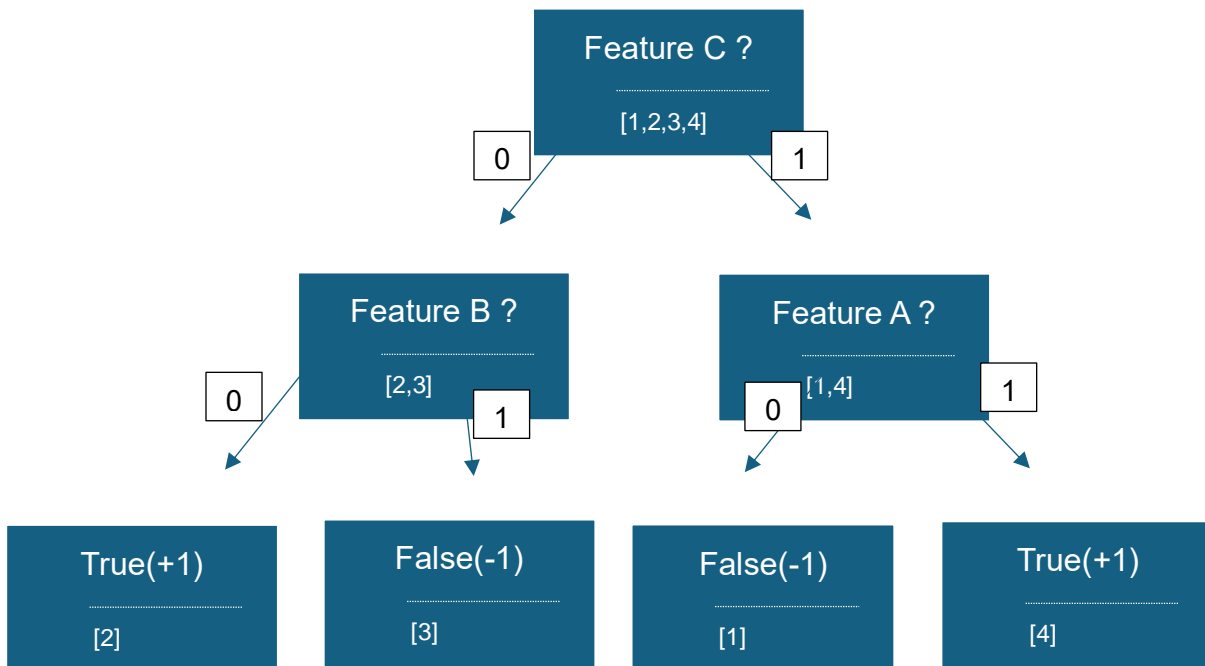 Feature C ?
[1,2,3,4]
0
1
Feature B ?
[2,3]
0
1
Feature A ?
[1,4]
0
1
True(+1)
[2]
False(-1)
[3]
False(-1)
[1]
True(+1)
[4]